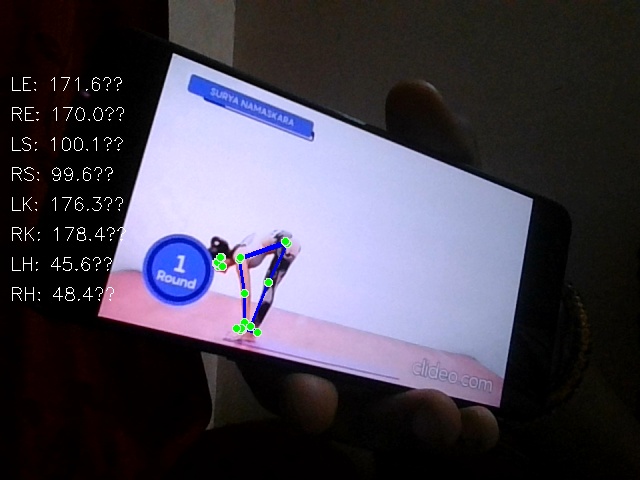 LE: 171.6??
RE: 170.0??
LS: 100.1??
RS: 99.6??
LK: 176.3??
RK: 178.4??
LH: 45.6??
RH: 48.4??
SURYA NAMASKARA
1
Round
clideo.com